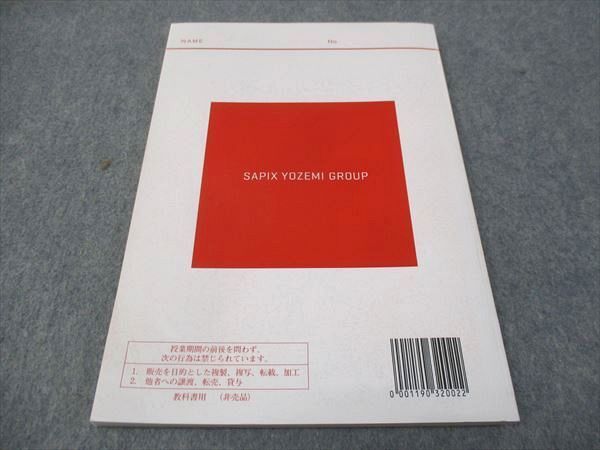 NAME No.
SAPIX YOZEMI GROUP
授業期間の前後を問わず、
次の行為は禁じられています。
1. 販売を目的とした複製、複写、転載、加工
2. 他者への譲渡、転売、貸与
教科書用 (非売品)
0 001190 320022